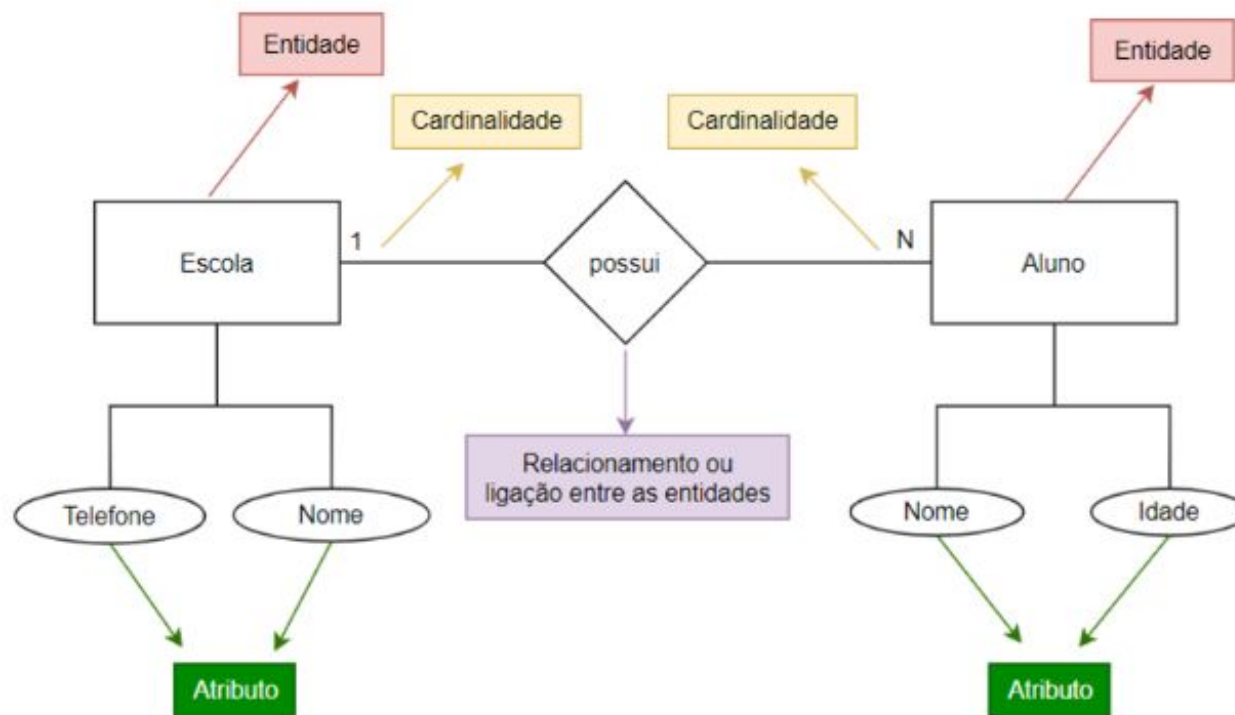 Entidade
Entidade
Cardinalidade
Cardinalidade
Escola
1
possui
N
Aluno
Relacionamento ou
ligação entre as entidades
Telefone
Nome
Nome
Idade
Atributo
Atributo